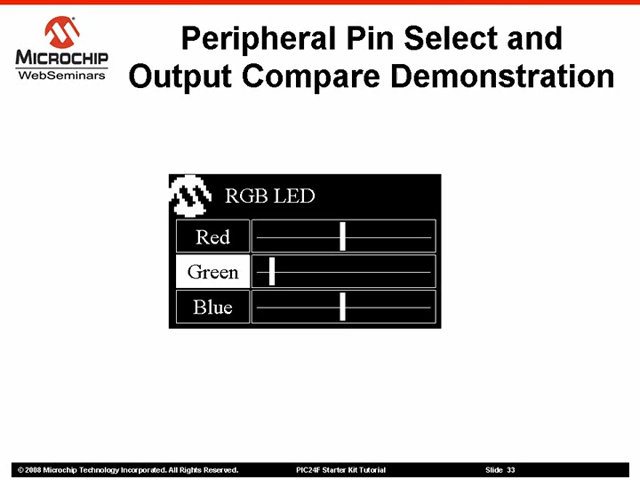 Peripheral Pin Select and
Output Compare Demonstration
MICROCHIP
WebSeminars
RGB LED
Red
Green
Blue
© 2008 Microchip Technology Incorporated. All Rights Reserved.
PIC24F Starter Kit Tutorial
Slide 33